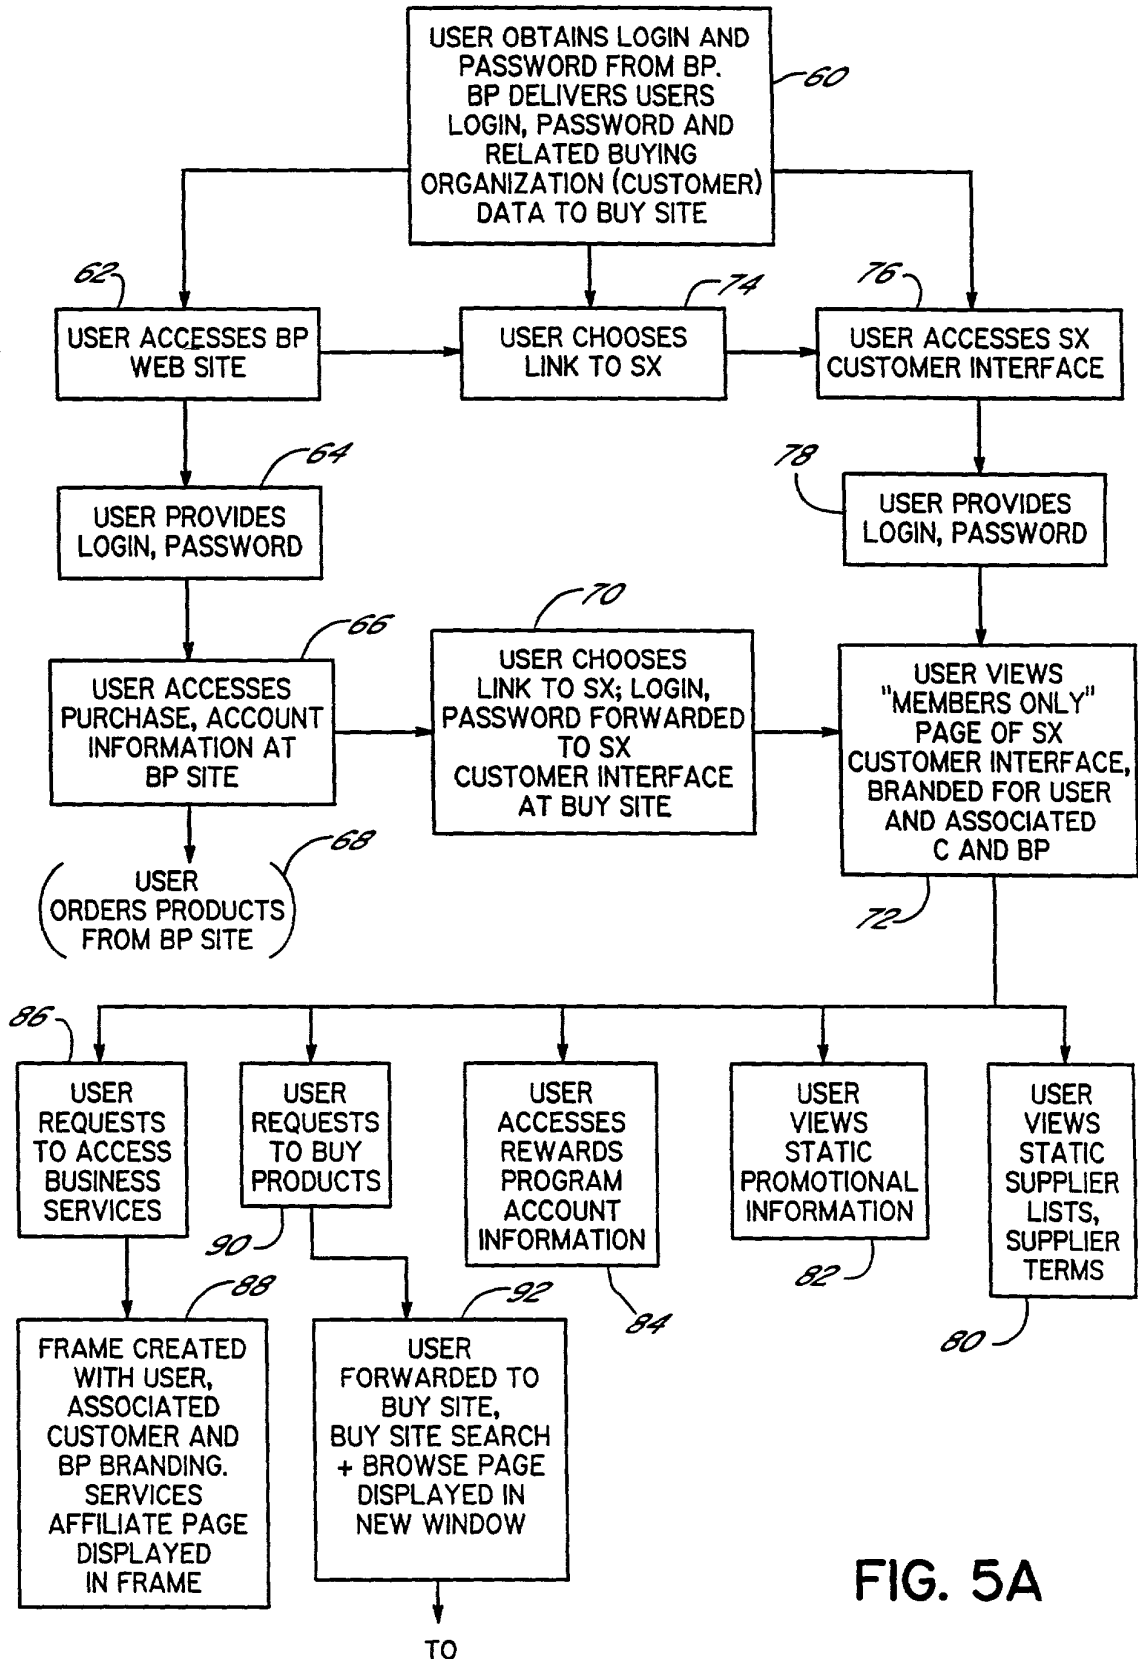 USER OBTAINS LOGIN AND
PASSWORD FROM BP.
BP DELIVERS USERS
LOGIN, PASSWORD AND
RELATED BUYING
ORGANIZATION (CUSTOMER)
DATA TO BUY SITE
60
62
USER ACCESSES BP
WEB SITE
74
USER CHOOSES
LINK TO SX
76
USER ACCESSES SX
CUSTOMER INTERFACE
64
USER PROVIDES
LOGIN, PASSWORD
78
USER PROVIDES
LOGIN, PASSWORD
66
USER ACCESSES
PURCHASE, ACCOUNT
INFORMATION AT
BP SITE
70
USER CHOOSES
LINK TO SX; LOGIN,
PASSWORD FORWARDED
TO SX
CUSTOMER INTERFACE
AT BUY SITE
USER VIEWS
"MEMBERS ONLY"
PAGE OF SX
CUSTOMER INTERFACE,
BRANDED FOR USER
AND ASSOCIATED
C AND BP
72
68
(USER
ORDERS PRODUCTS
FROM BP SITE)
86
USER
REQUESTS
TO ACCESS
BUSINESS
SERVICES
USER
REQUESTS
TO BUY
PRODUCTS
90
USER
ACCESSES
REWARDS
PROGRAM
ACCOUNT
INFORMATION
84
USER
VIEWS
STATIC
PROMOTIONAL
INFORMATION
82
USER
VIEWS
STATIC
SUPPLIER
LISTS,
SUPPLIER
TERMS
80
88
FRAME CREATED
WITH USER,
ASSOCIATED
CUSTOMER AND
BP BRANDING.
SERVICES
AFFILIATE PAGE
DISPLAYED
IN FRAME
92
USER
FORWARDED TO
BUY SITE,
BUY SITE SEARCH
+ BROWSE PAGE
DISPLAYED IN
NEW WINDOW
TO
FIG. 5A